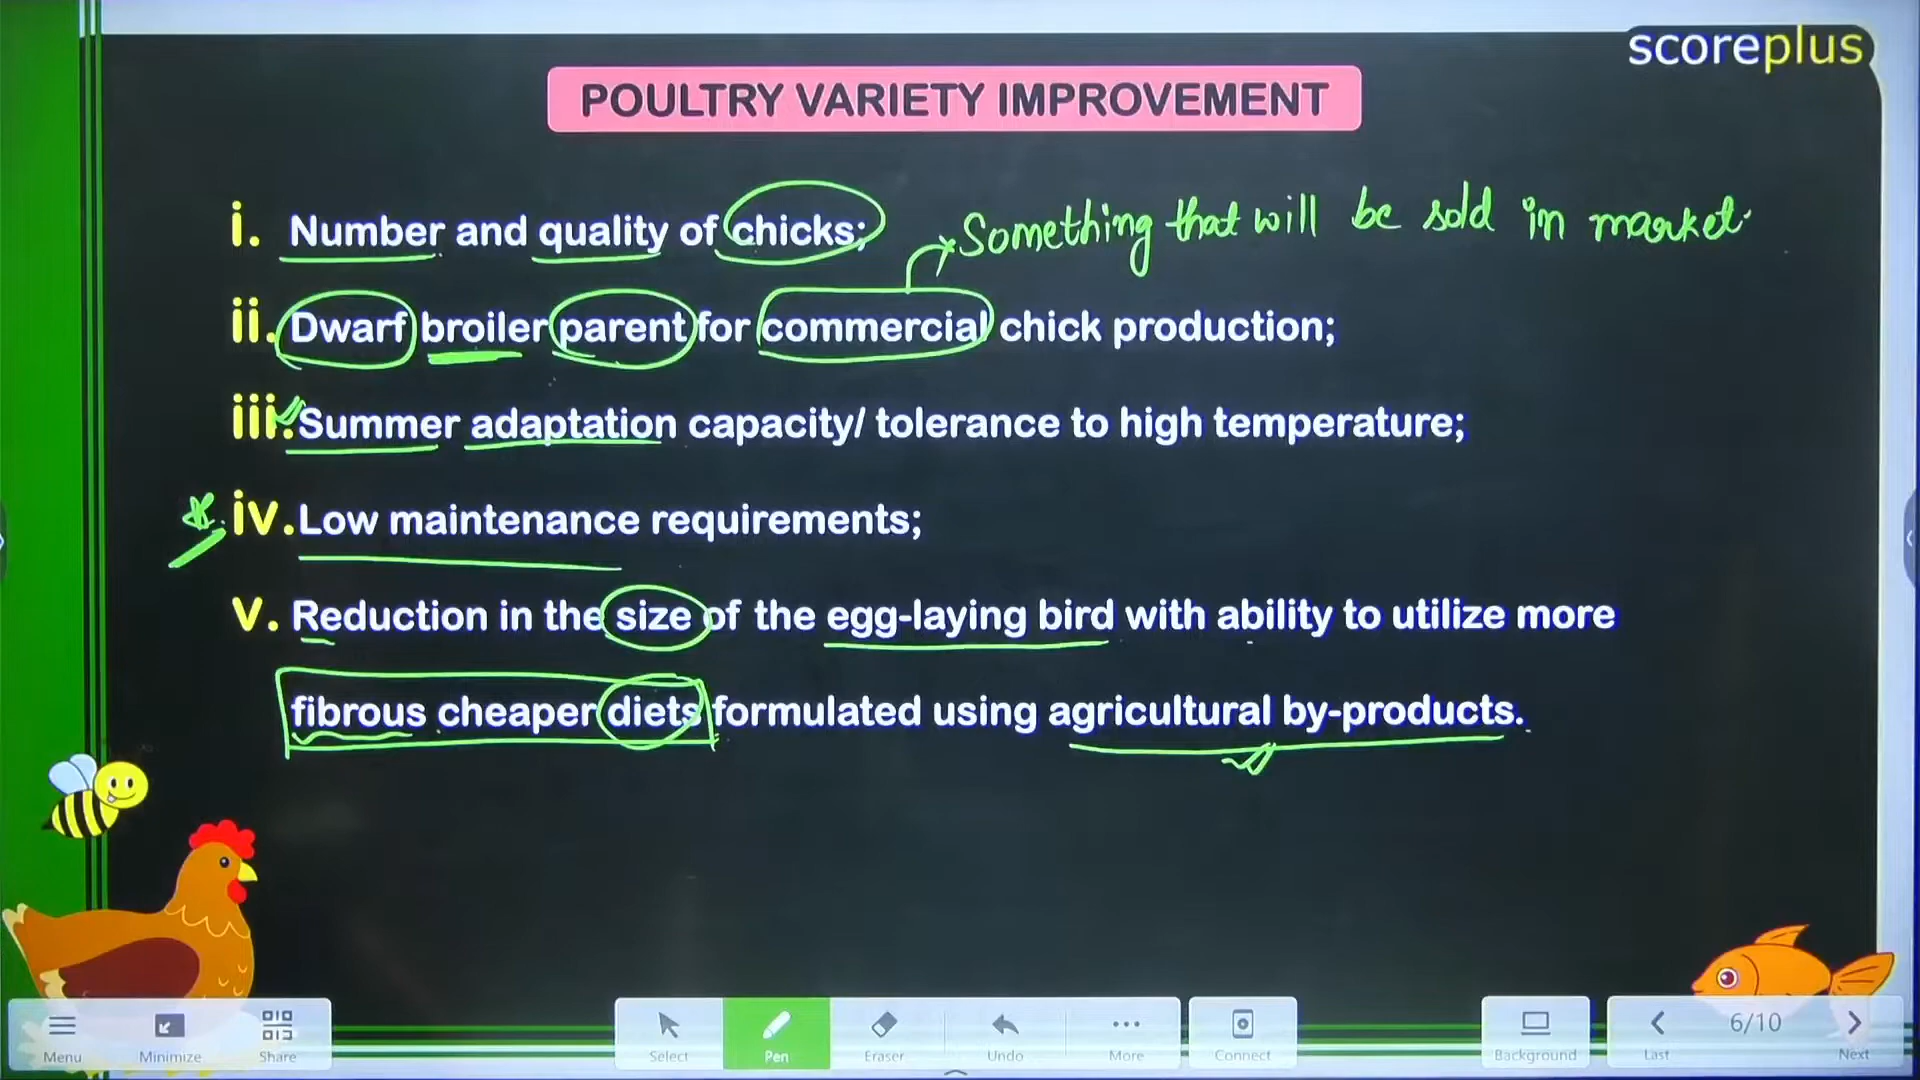 scoreplus
POULTRY VARIETY IMPROVEMENT
i. Number and quality of chicks;
Something that will be sold in market.
ii. Dwarf broiler parent for commercial chick production;
iii. Summer adaptation capacity/ tolerance to high temperature;
iv. Low maintenance requirements;
v. Reduction in the size of the egg-laying bird with ability to utilize more
fibrous cheaper diets formulated using agricultural by-products.
Menu Minimize Share Select Pen Eraser Undo More Connect Background Last 6/10 Next